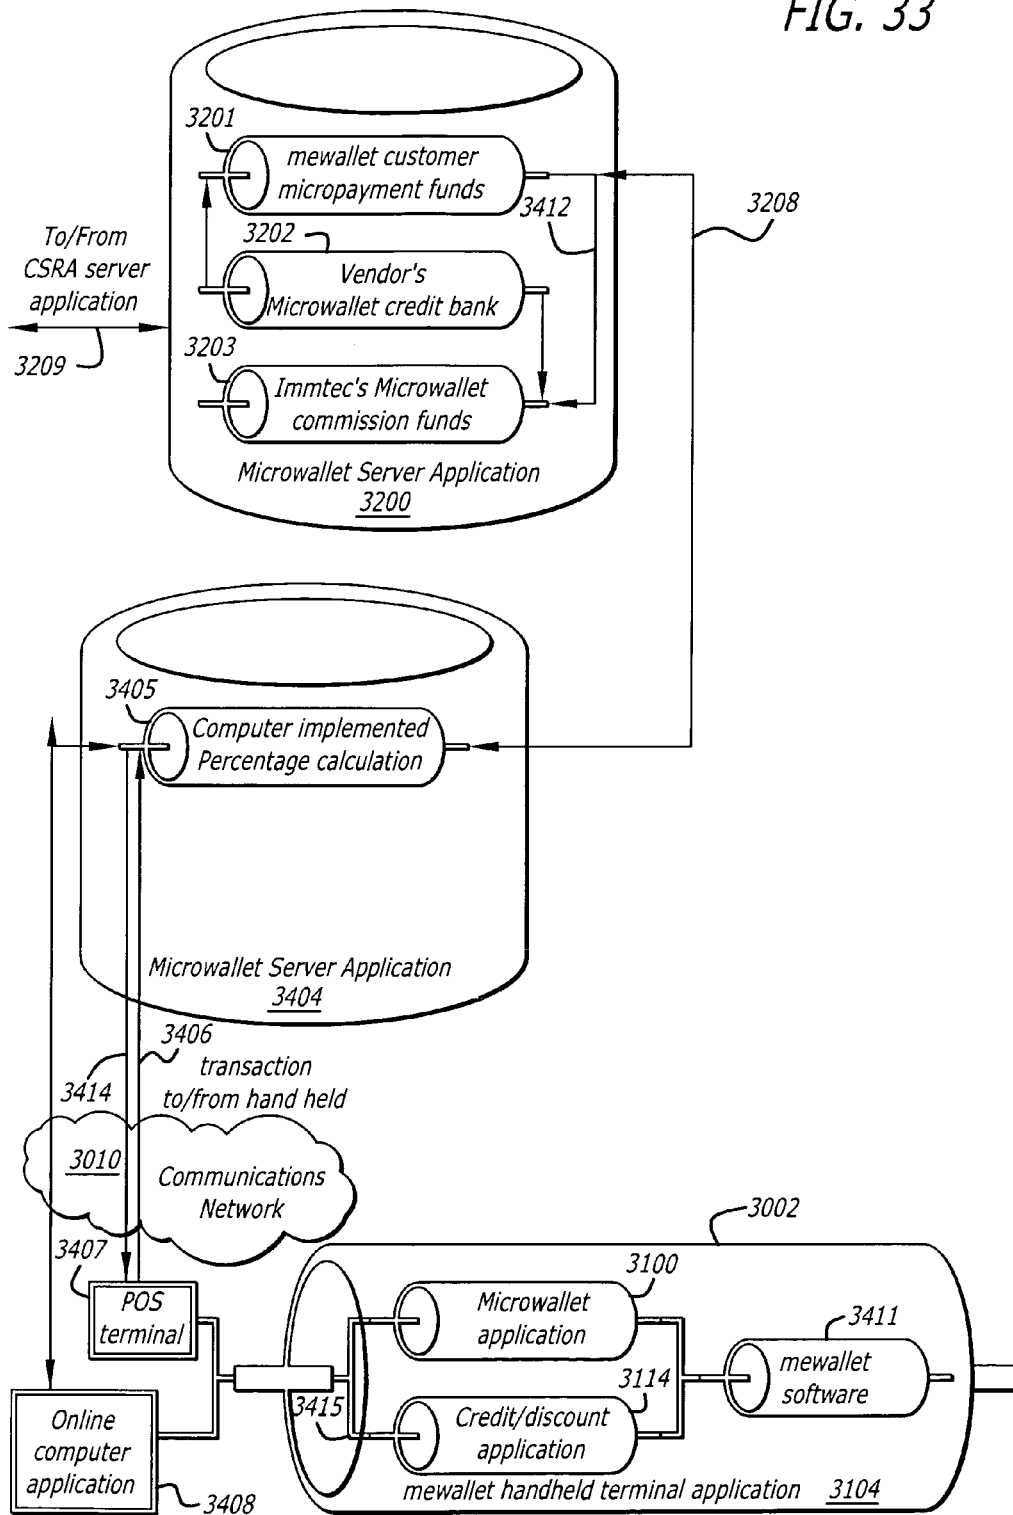 FIG. 33
3201
mewallet customer
micropayment funds
3412
3208
3202
To/From
CSRA server
application
Vendor's
Microwallet credit bank
3209
3203
Immtec's Microwallet
commission funds
Microwallet Server Application
3200
3405
Computer implemented
Percentage calculation
Microwallet Server Application
3404
3406
3414
transaction
to/from hand held
3010
Communications
Network
3002
3407
POS
terminal
3100
Microwallet
application
3411
mewallet
software
3114
3415
Credit/discount
application
Online
computer
application
3408
mewallet handheld terminal application 3104